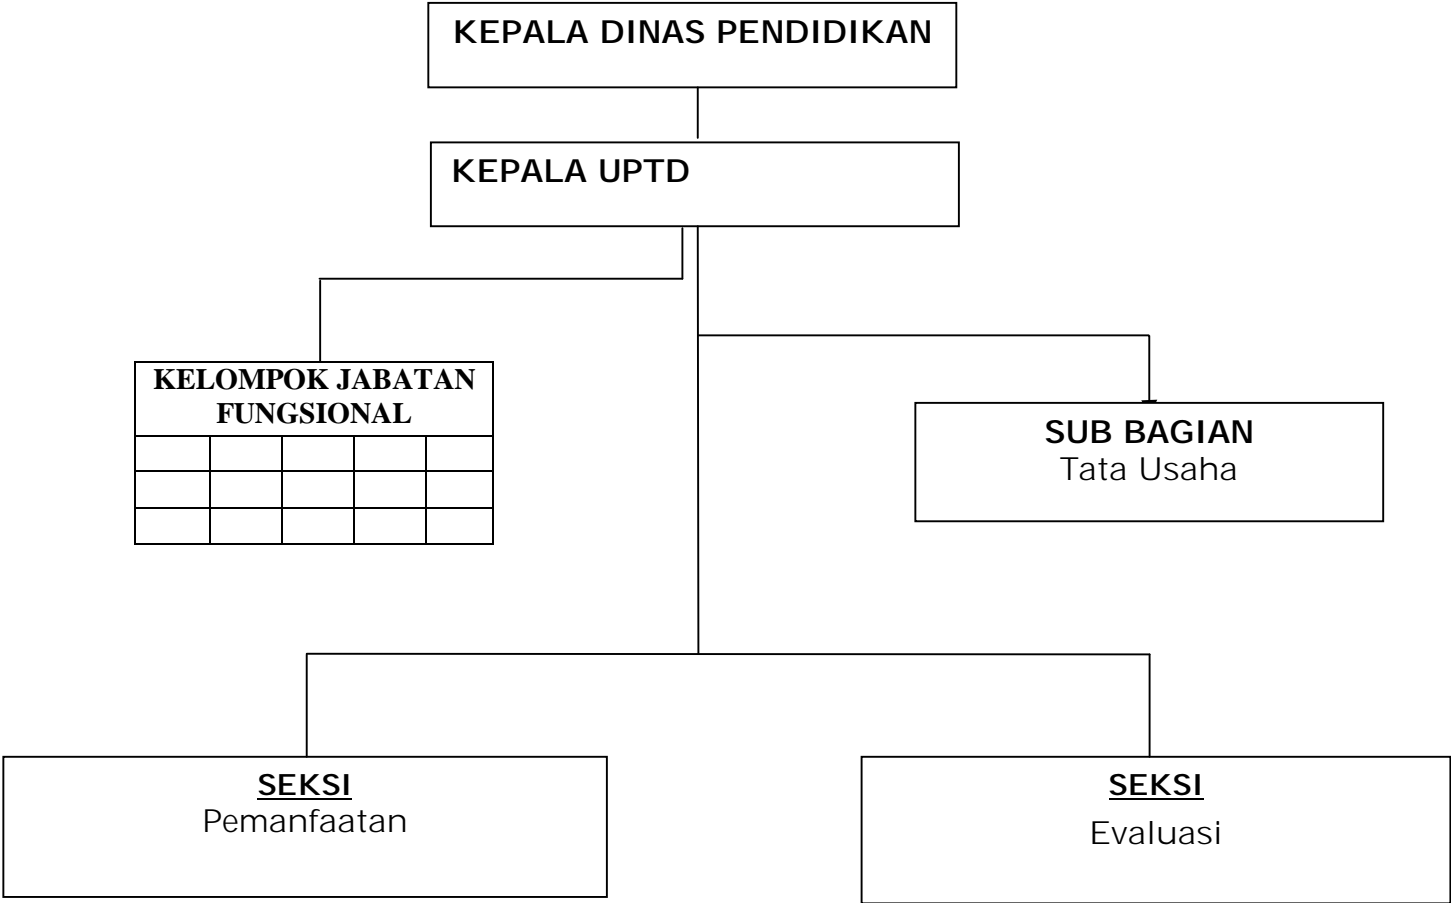 KEPALA DINAS PENDIDIKAN
KEPALA UPTD
KELOMPOK JABATAN
FUNGSIONAL
SUB BAGIAN
Tata Usaha
SEKSI
Pemanfaatan
SEKSI
Evaluasi